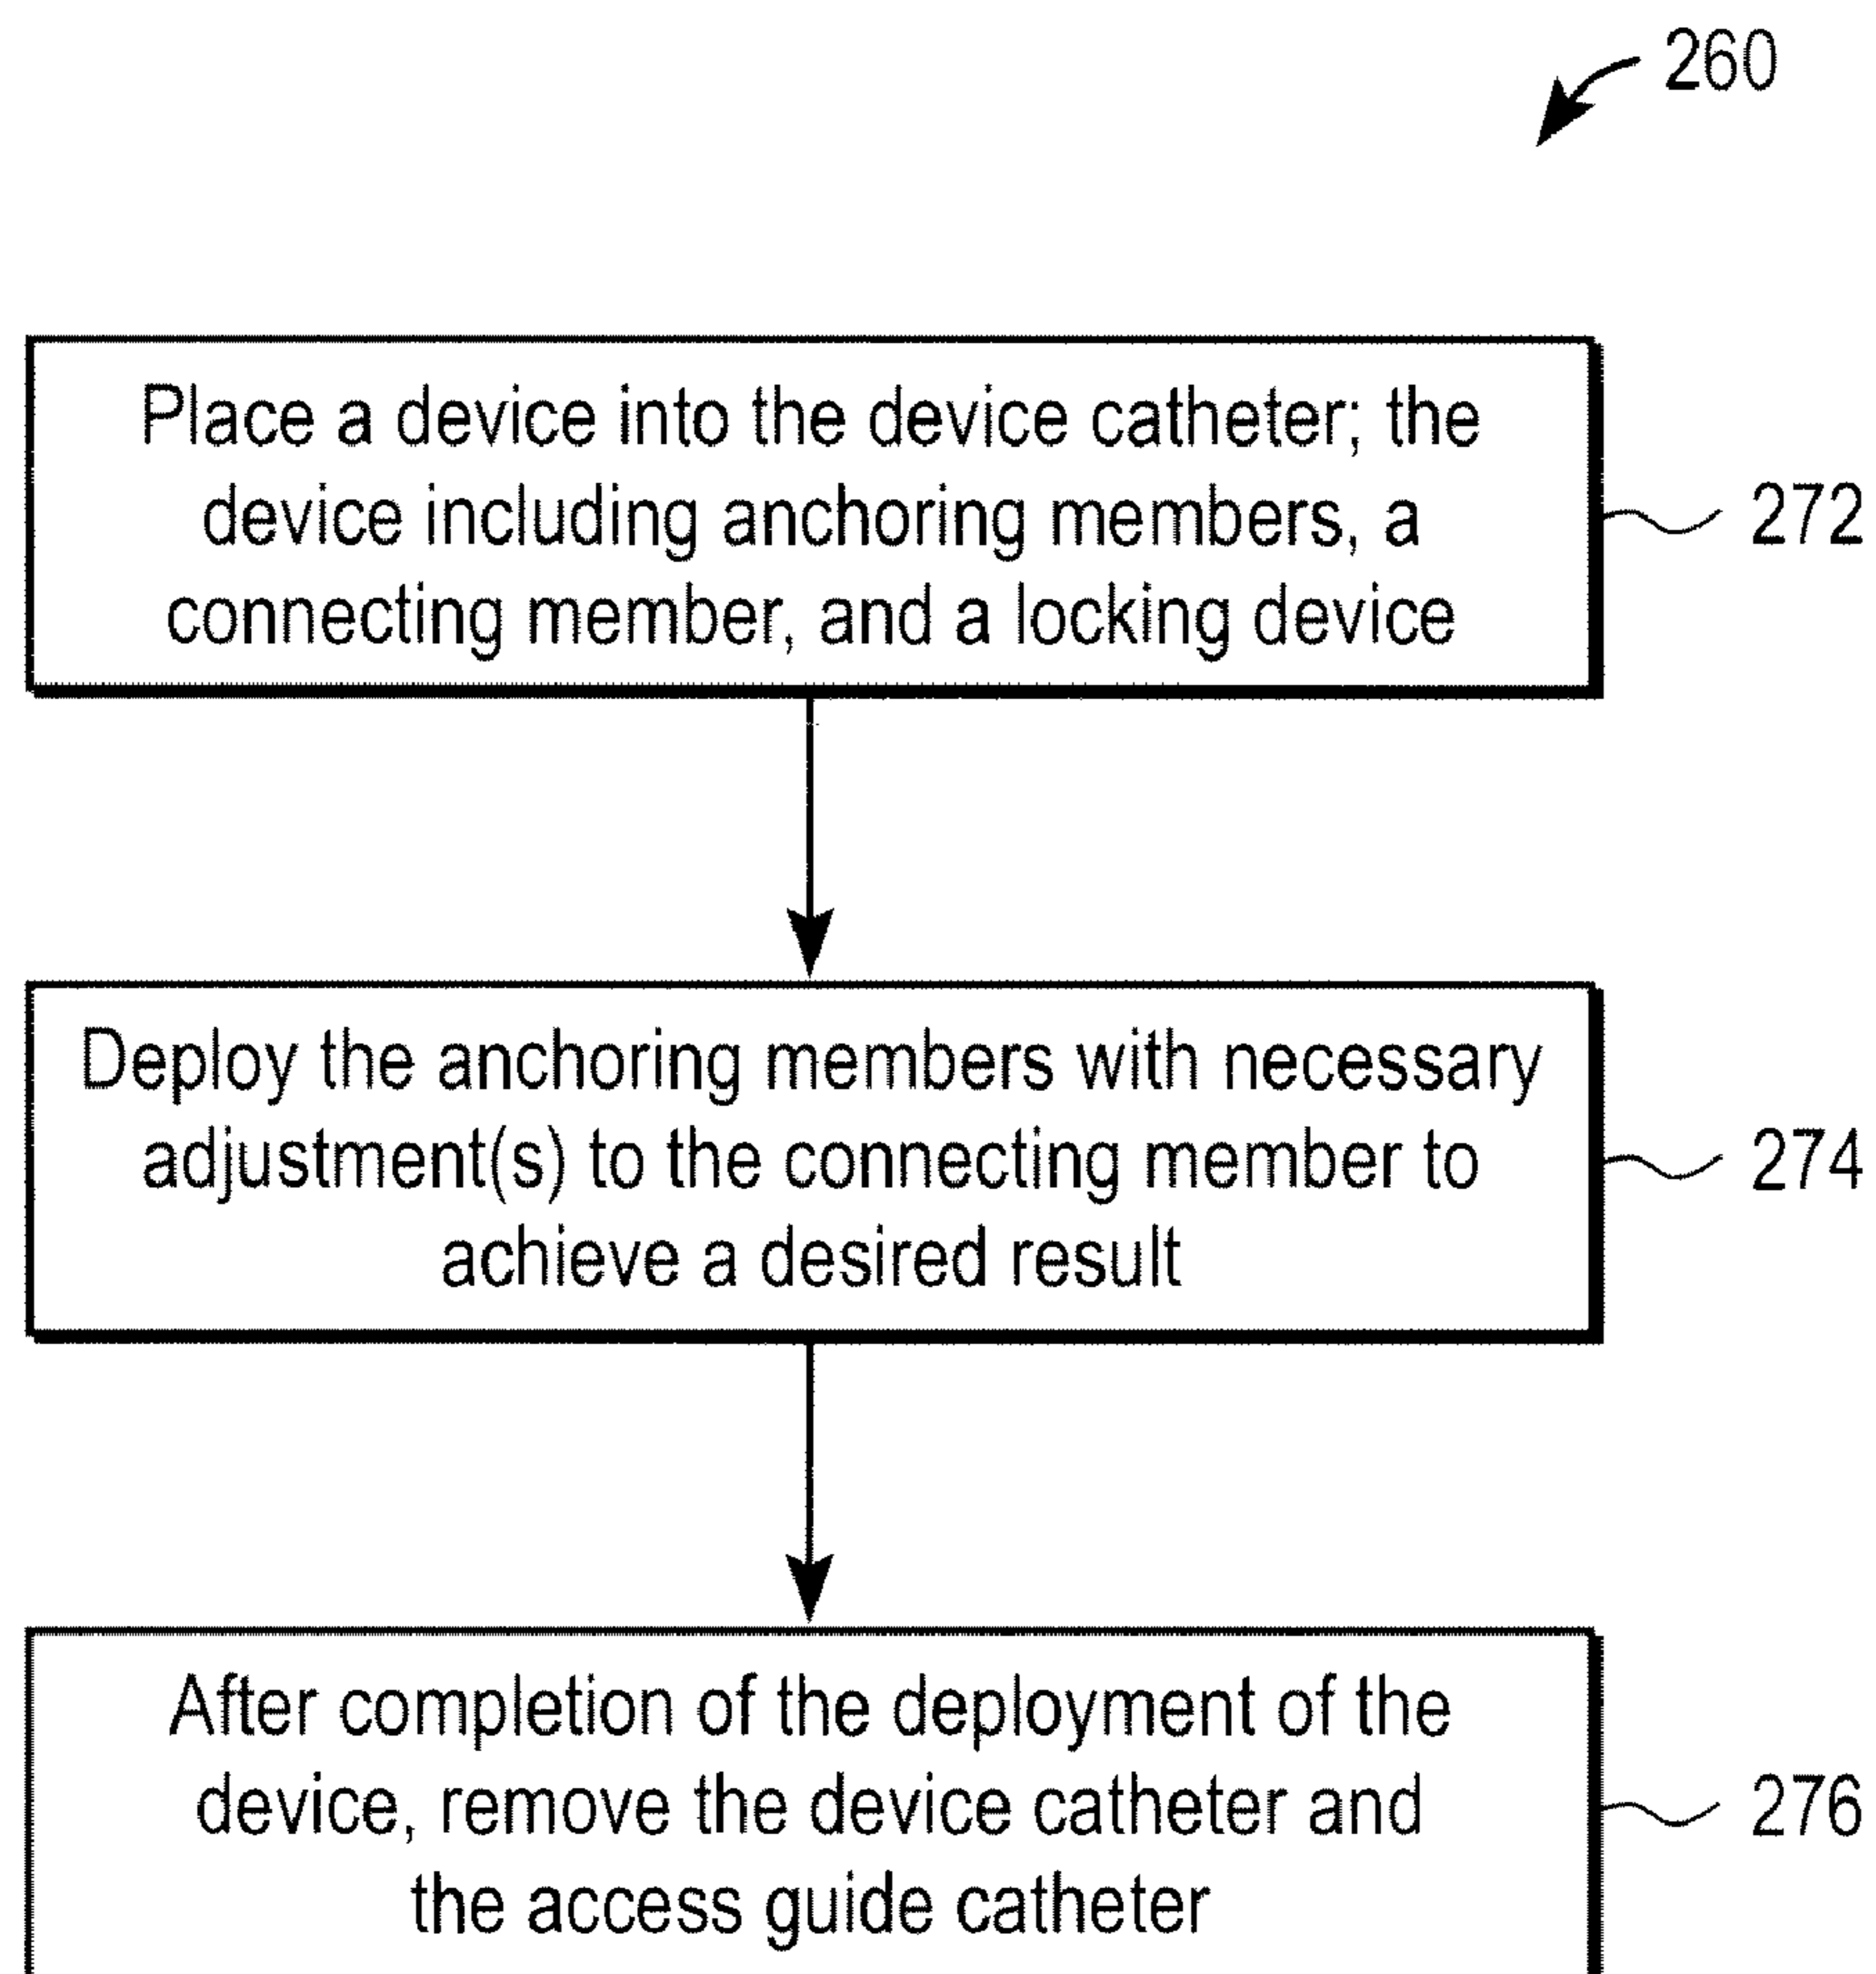 260
Place a device into the device catheter; the
device including anchoring members, a
connecting member, and a locking device
272
Deploy the anchoring members with necessary
adjustment(s) to the connecting member to
achieve a desired result
274
After completion of the deployment of the
device, remove the device catheter and
the access guide catheter
276